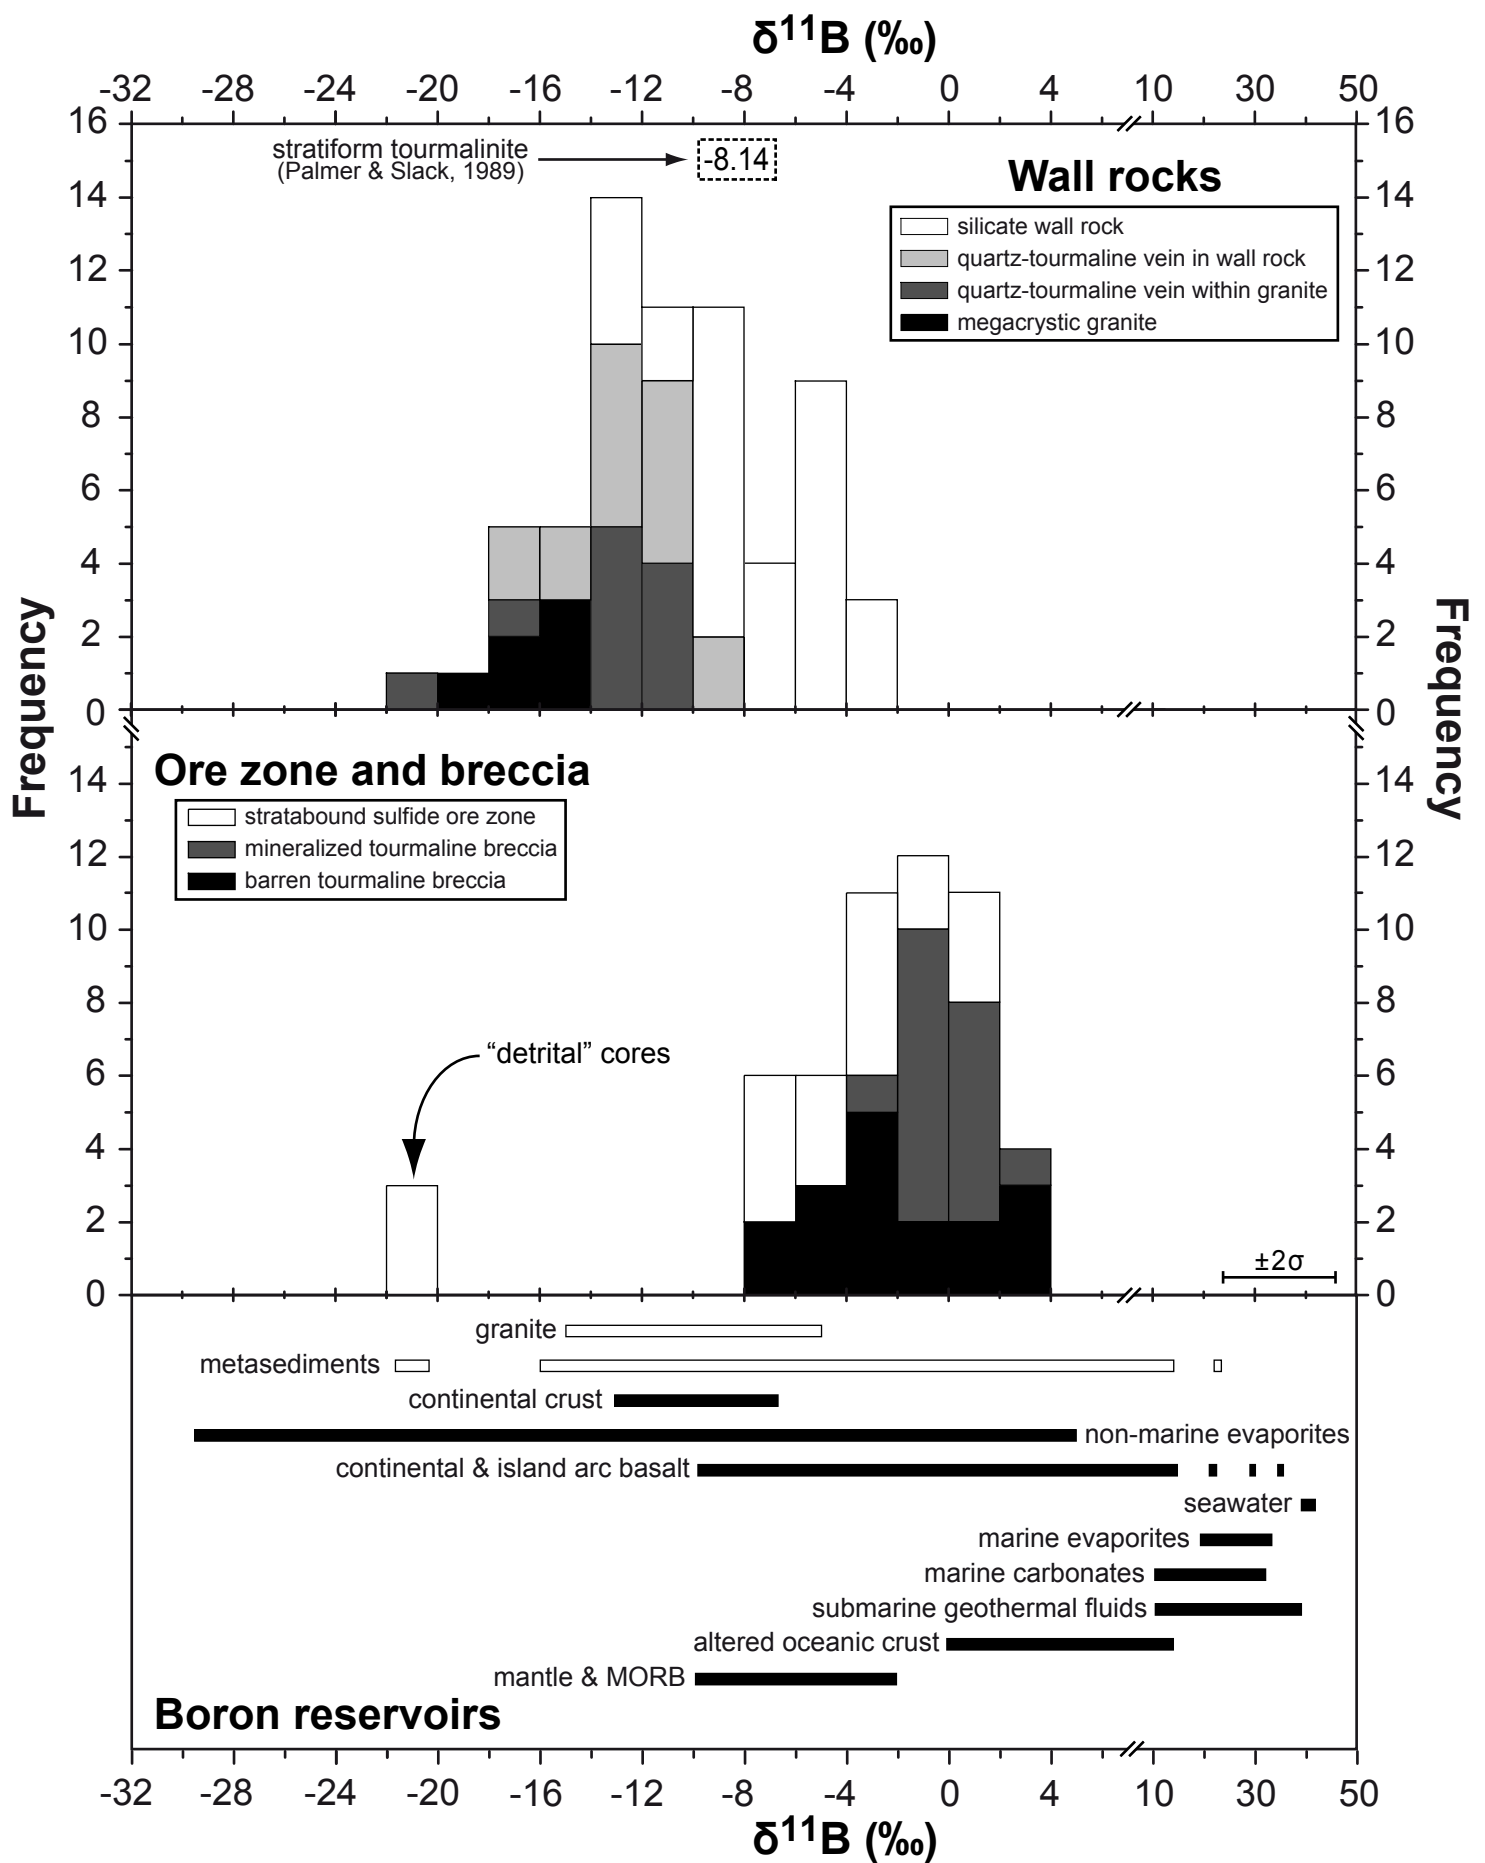 δ11B (‰)
-32 -28 -24 -20 -16 -12 -8 -4 0 4 10 30 50
16 16
stratiform tourmalinite
(Palmer & Slack, 1989)
-8.14
Wall rocks
silicate wall rock
quartz-tourmaline vein in wall rock
quartz-tourmaline vein within granite
megacrystic granite
14 14
12 12
10 10
8 8
6 6
4 4
2 2
0 0
Frequency
Frequency
Ore zone and breccia
stratabound sulfide ore zone
mineralized tourmaline breccia
barren tourmaline breccia
14 14
12 12
10 10
8 8
“detrital” cores
6 6
4 4
2 2
±2σ
0 0
granite
metasediments
continental crust
non-marine evaporites
continental & island arc basalt
seawater
marine evaporites
marine carbonates
submarine geothermal fluids
altered oceanic crust
mantle & MORB
Boron reservoirs
-32 -28 -24 -20 -16 -12 -8 -4 0 4 10 30 50
δ11B (‰)